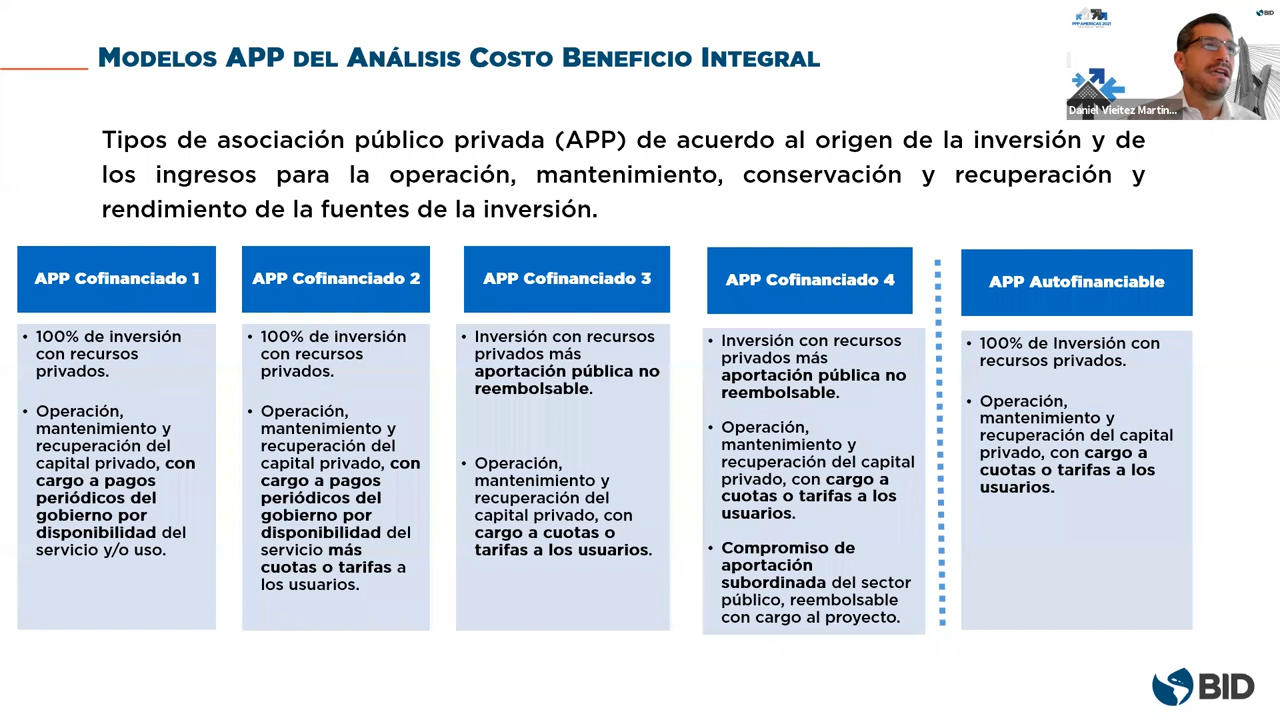 MODELOS APP DEL ANÁLISIS COSTO BENEFICIO INTEGRAL
PPP AMERICAS 2021
BID
Daniel Vieitez Martín...
Tipos de asociación público privada (APP) de acuerdo al origen de la inversión y de
los ingresos para la operación, mantenimiento, conservación y recuperación y
rendimiento de la fuentes de la inversión.
APP Cofinanciado 1
• 100% de inversión
con recursos
privados.
• Operación,
mantenimiento y
recuperación del
capital privado, con
cargo a pagos
periódicos del
gobierno por
disponibilidad del
servicio y/o uso.
APP Cofinanciado 2
• 100% de inversión
con recursos
privados.
• Operación,
mantenimiento y
recuperación del
capital privado, con
cargo a pagos
periódicos del
gobierno por
disponibilidad del
servicio más
cuotas o tarifas a
los usuarios.
APP Cofinanciado 3
• Inversión con recursos
privados más
aportación pública no
reembolsable.
• Operación,
mantenimiento y
recuperación del
capital privado, con
cargo a cuotas o
tarifas a los usuarios.
APP Cofinanciado 4
• Inversión con recursos
privados más
aportación pública no
reembolsable.
• Operación,
mantenimiento y
recuperación del capital
privado, con cargo a
cuotas o tarifas a los
usuarios.
• Compromiso de
aportación
subordinada del sector
público, reembolsable
con cargo al proyecto.
APP Autofinanciable
• 100% de Inversión con
recursos privados.
• Operación,
mantenimiento y
recuperación del capital
privado, con cargo a
cuotas o tarifas a los
usuarios.
BID